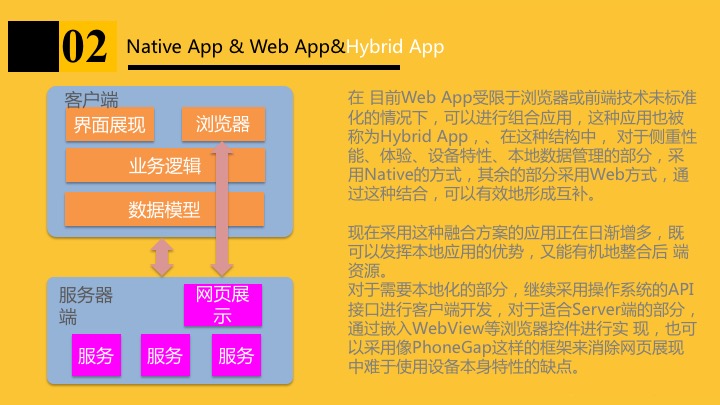 02
Native App & Web App&Hybrid App
客户端
界面展现
浏览器
业务逻辑
数据模型
服务器
端
网页展
示
服务
服务
服务
在 目前Web App受限于浏览器或前端技术未标准
化的情况下，可以进行组合应用，这种应用也被
称为Hybrid App，、在这种结构中， 对于侧重性
能、体验、设备特性、本地数据管理的部分，采
用Native的方式，其余的部分采用Web方式，通
过这种结合，可以有效地形成互补。
现在采用这种融合方案的应用正在日渐增多，既
可以发挥本地应用的优势，又能有机地整合后 端
资源。
对于需要本地化的部分，继续采用操作系统的API
接口进行客户端开发，对于适合Server端的部分，
通过嵌入WebView等浏览器控件进行实 现，也可
以采用像PhoneGap这样的框架来消除网页展现
中难于使用设备本身特性的缺点。